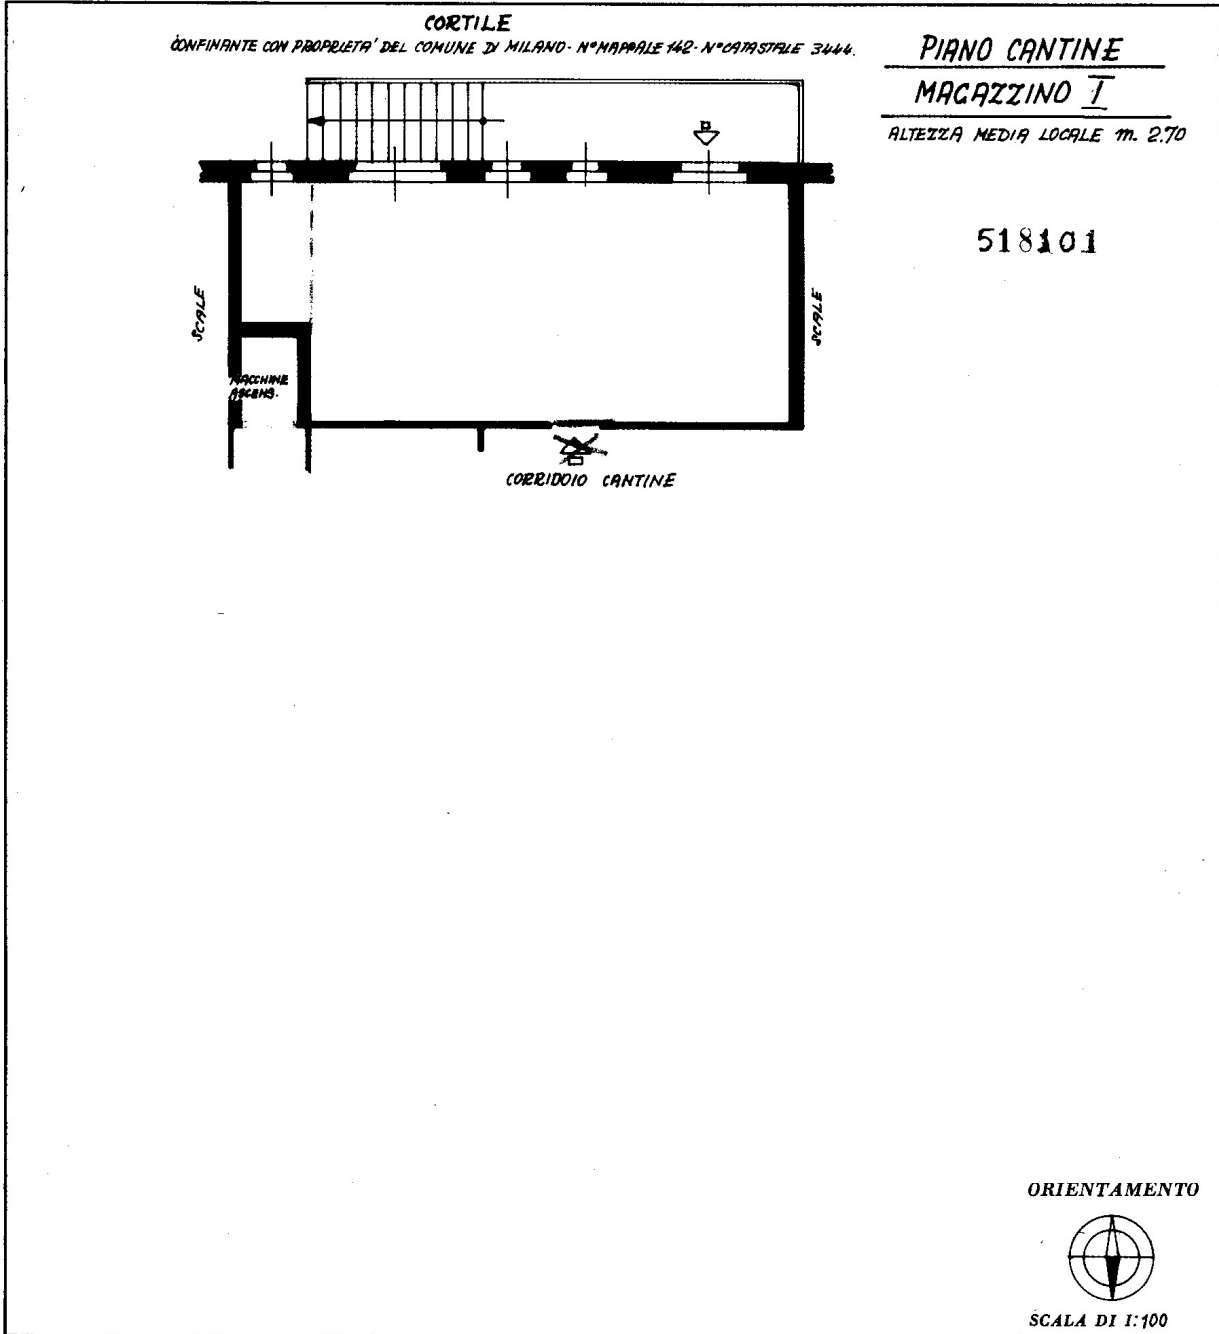 CORTILE
CONFINANTE CON PROPRIETA' DEL COMUNE DI MILANO - N° MAPPALE 142 - N° CATASTALE 3444.
PIANO CANTINE
MAGAZZINO I
ALTEZZA MEDIA LOCALE m. 2.70
518101
SCALE
SCALE
MACCHINE
ASCENS.
CORRIDOIO CANTINE
ORIENTAMENTO
SCALA DI 1:100